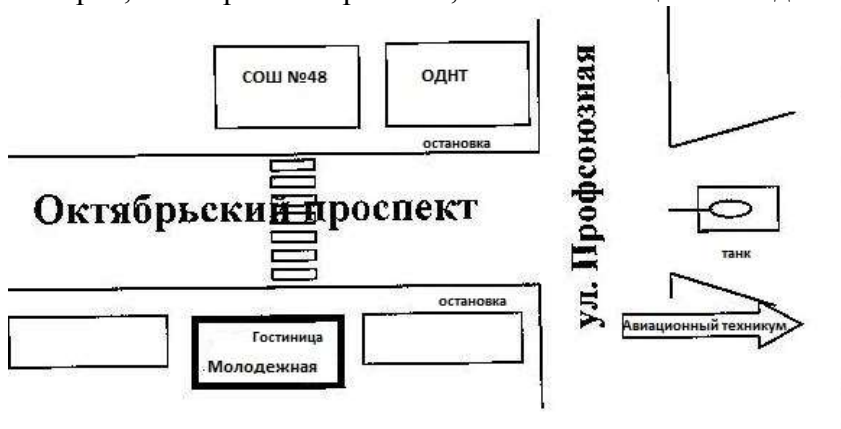 СОШ №48
ОДНТ
остановка
ул. Профсоюзная
Октябрьский проспект
танк
остановка
Гостиница
Молодежная
Авиационный техникум